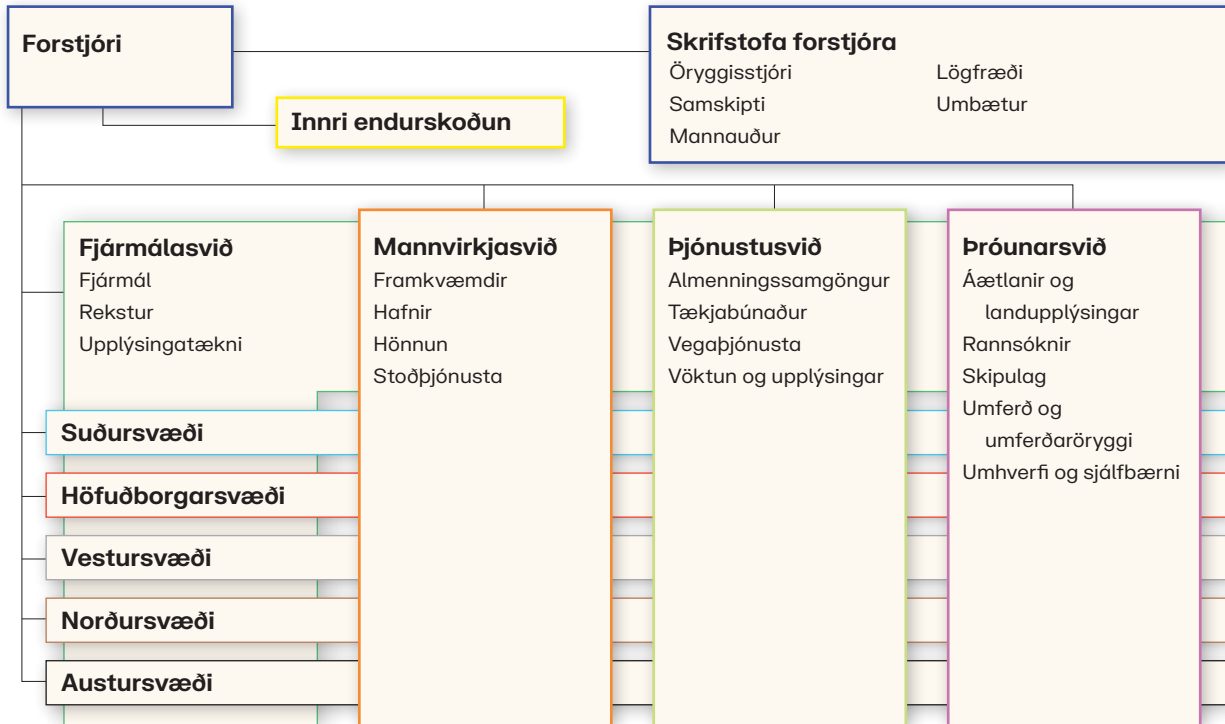 Forstjóri
Skrifstofa forstjóra
Öryggisstjóri
Samskipti
Mannauður
Lögfræði
Umbætur
Innri endurskoðun
Fjármálasvið
Fjármál
Rekstur
Upplýsingatækni
Mannvirkjasvið
Framkvæmdir
Hafnir
Hönnun
Stoðþjónusta
Þjónustusvið
Almenningssamgöngur
Tækjabúnaður
Vegaþjónusta
Vöktun og upplýsingar
Þróunarsvið
Áætlanir og
landupplýsingar
Rannsóknir
Skipulag
Umferð og
umferðaröryggi
Umhverfi og sjálfbærni
Suðursvæði
Höfuðborgarsvæði
Vestursvæði
Norðursvæði
Austursvæði